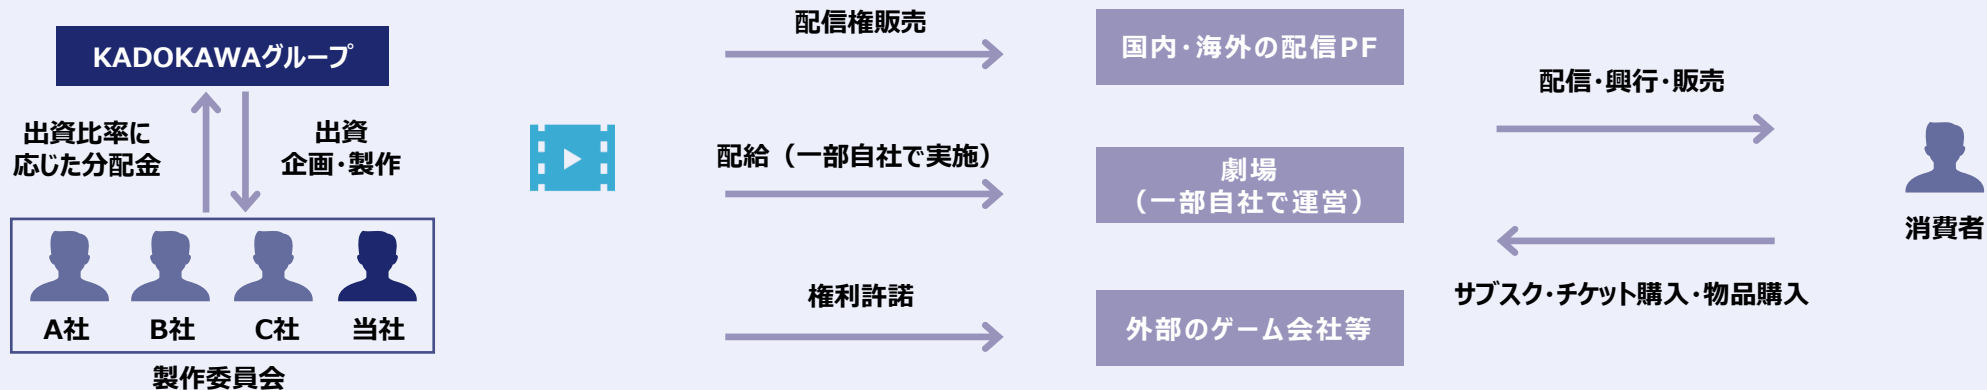 KADOKAWAグループ
出資比率に
応じた分配金
出資
企画・製作
A社
B社
C社
当社
製作委員会
配信権販売
配給（一部自社で実施）
権利許諾
国内・海外の配信PF
劇場
（一部自社で運営）
外部のゲーム会社等
配信・興行・販売
サブスク・チケット購入・物品購入
消費者